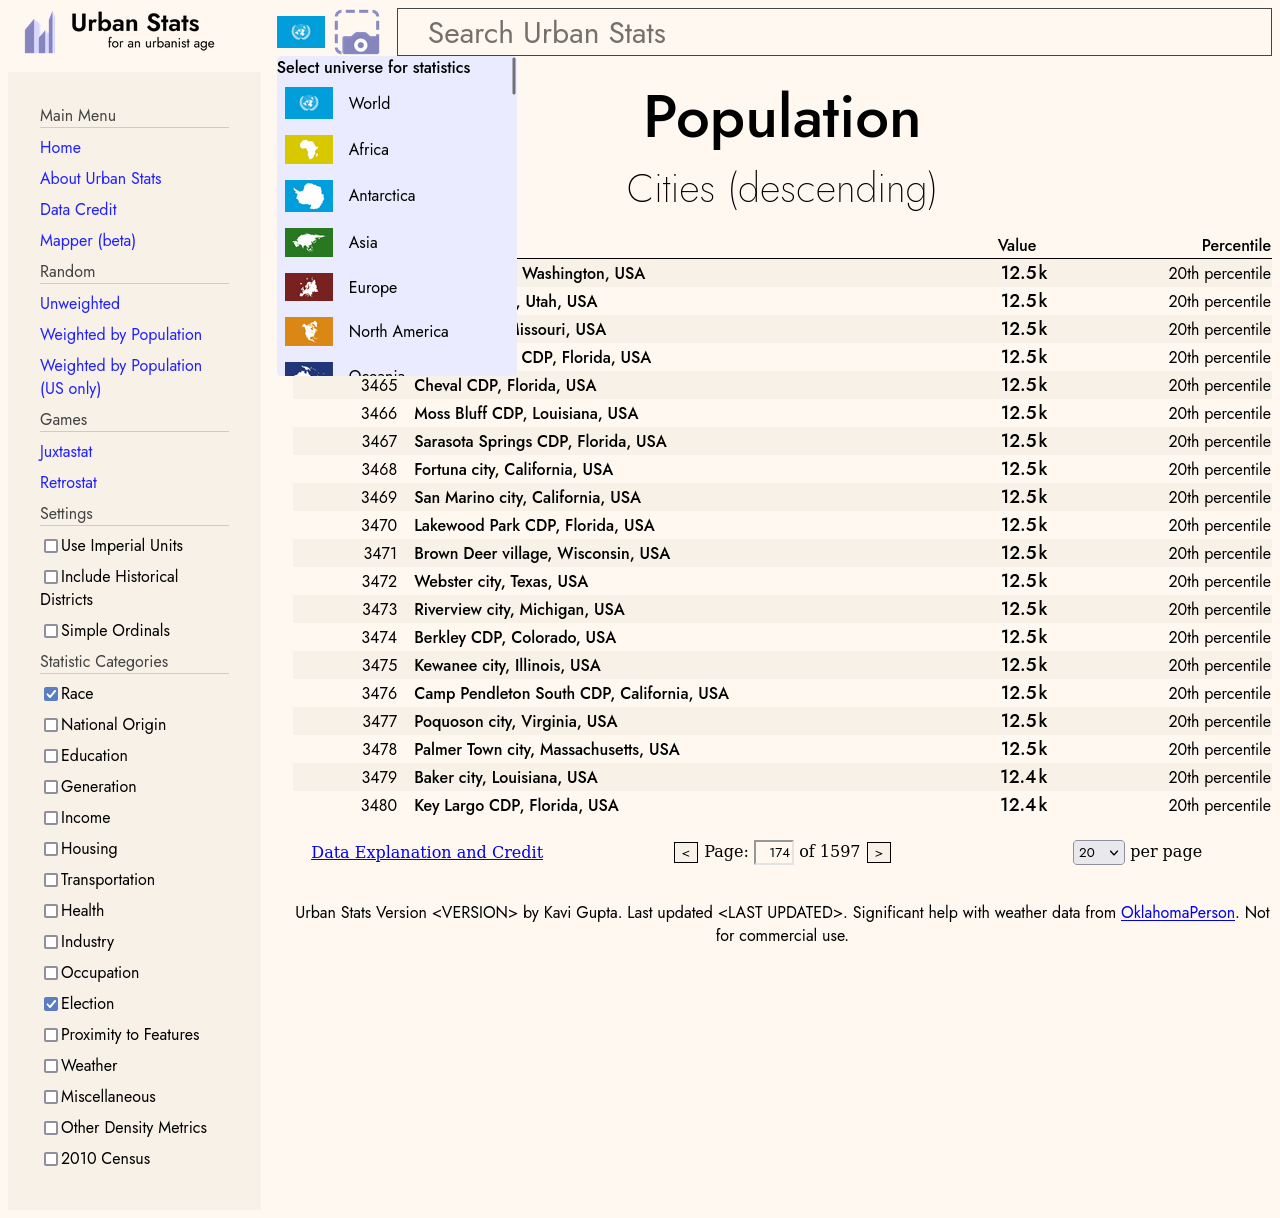 Urban Stats
for an urbanist age
Search Urban Stats
Main Menu
Home
About Urban Stats
Data Credit
Mapper (beta)
Random
Unweighted
Weighted by Population
Weighted by Population
(US only)
Games
Juxtastat
Retrostat
Settings
Use Imperial Units
Include Historical
Districts
Simple Ordinals
Statistic Categories
Race
National Origin
Education
Generation
Income
Housing
Transportation
Health
Industry
Occupation
Election
Proximity to Features
Weather
Miscellaneous
Other Density Metrics
2010 Census
Select universe for statistics
World
Africa
Antarctica
Asia
Europe
North America
Oceania
Population
Cities (descending)
Value Percentile
Washington, USA 12.5k 20th percentile
, Utah, USA 12.5k 20th percentile
Missouri, USA 12.5k 20th percentile
CDP, Florida, USA 12.5k 20th percentile
3465 Cheval CDP, Florida, USA 12.5k 20th percentile
3466 Moss Bluff CDP, Louisiana, USA 12.5k 20th percentile
3467 Sarasota Springs CDP, Florida, USA 12.5k 20th percentile
3468 Fortuna city, California, USA 12.5k 20th percentile
3469 San Marino city, California, USA 12.5k 20th percentile
3470 Lakewood Park CDP, Florida, USA 12.5k 20th percentile
3471 Brown Deer village, Wisconsin, USA 12.5k 20th percentile
3472 Webster city, Texas, USA 12.5k 20th percentile
3473 Riverview city, Michigan, USA 12.5k 20th percentile
3474 Berkley CDP, Colorado, USA 12.5k 20th percentile
3475 Kewanee city, Illinois, USA 12.5k 20th percentile
3476 Camp Pendleton South CDP, California, USA 12.5k 20th percentile
3477 Poquoson city, Virginia, USA 12.5k 20th percentile
3478 Palmer Town city, Massachusetts, USA 12.5k 20th percentile
3479 Baker city, Louisiana, USA 12.4k 20th percentile
3480 Key Largo CDP, Florida, USA 12.4k 20th percentile
Data Explanation and Credit < Page: 174 of 1597 > 20 per page
Urban Stats Version <VERSION> by Kavi Gupta. Last updated <LAST UPDATED>. Significant help with weather data from OklahomaPerson. Not
for commercial use.